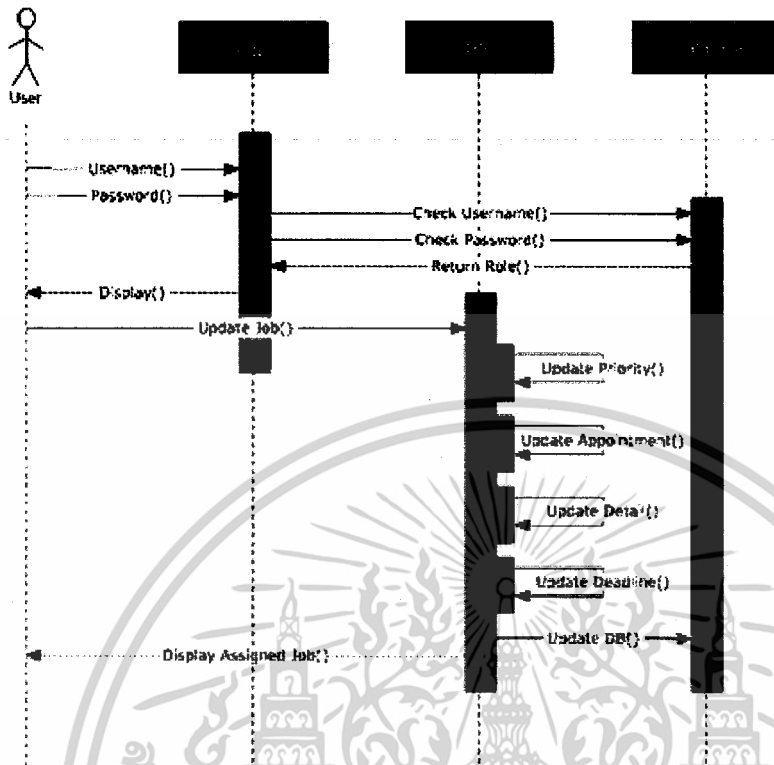 User
Username()
Password()
Check Username()
Check Password()
Return Role()
Display()
Update Job()
Update Priority()
Update Appointment()
Update Detail()
Update Deadline()
Update DB()
Display Assigned Job()